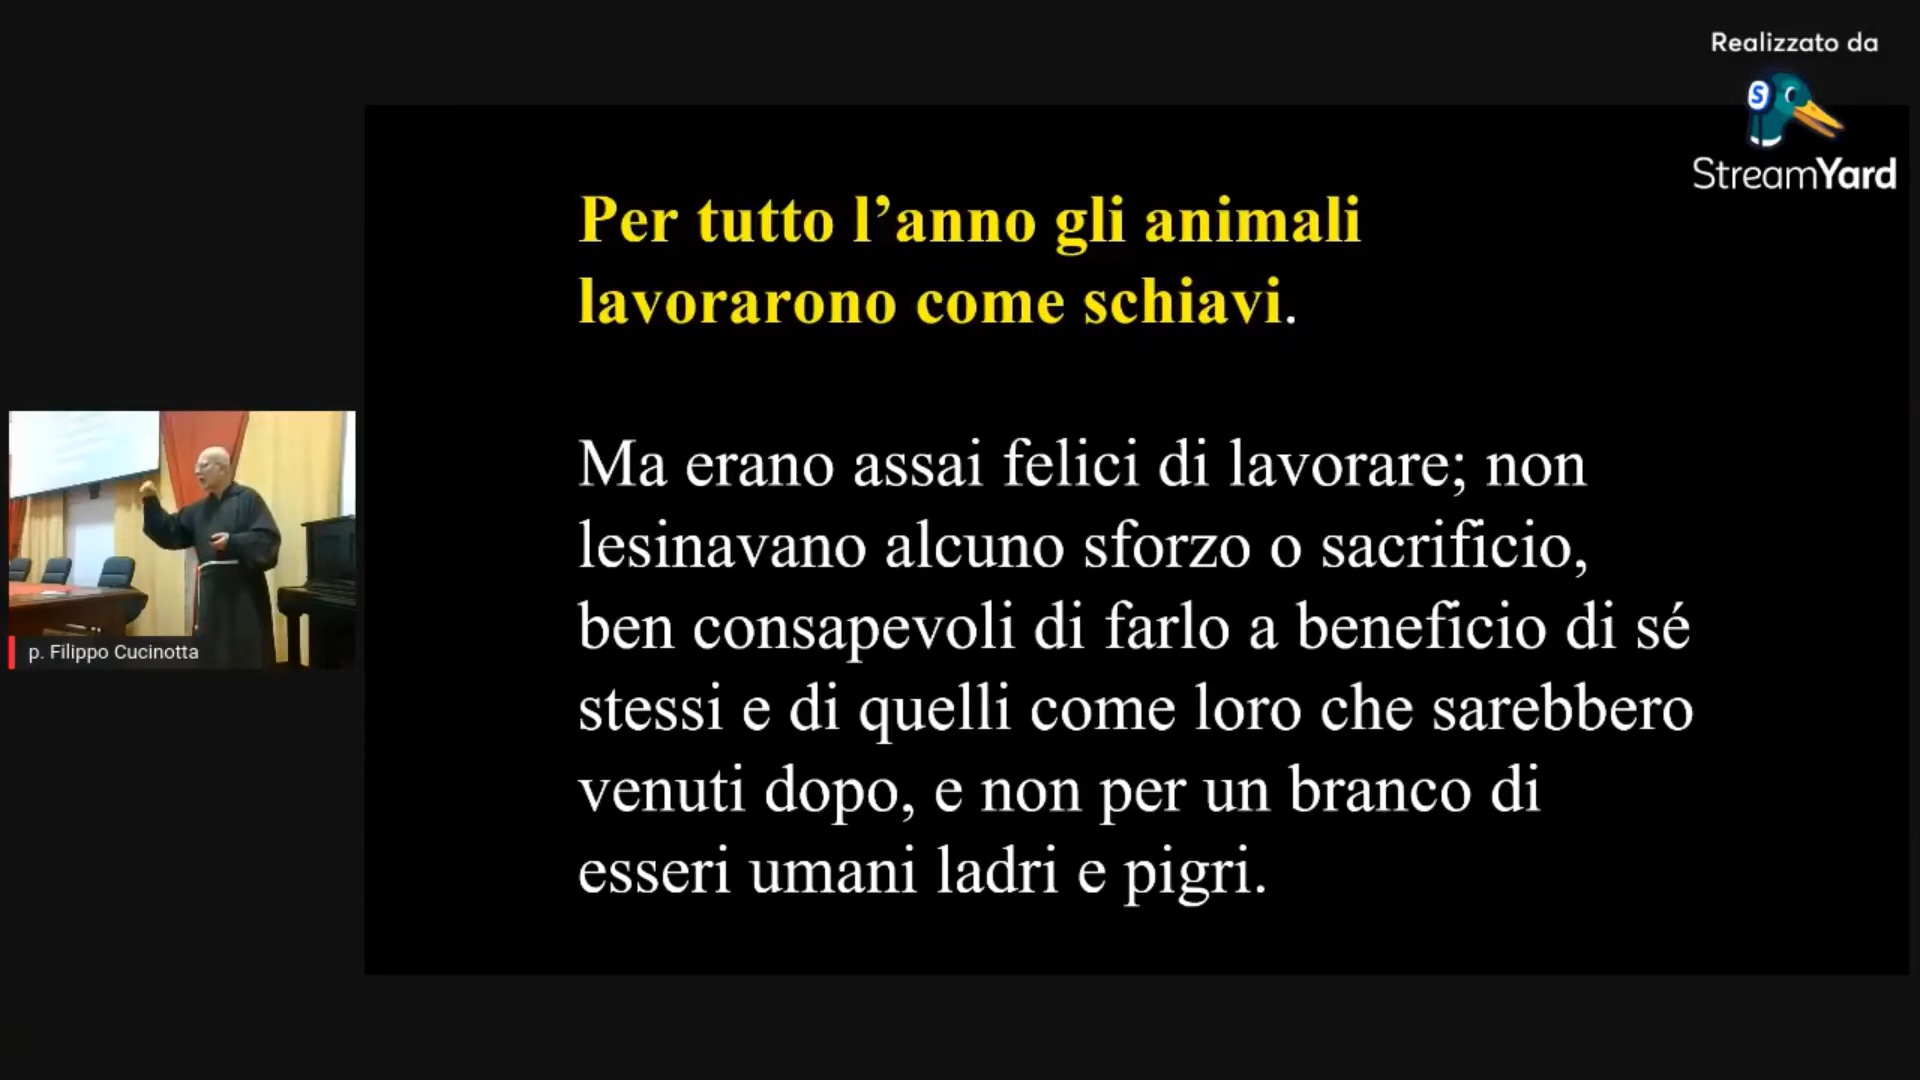 Realizzato da
StreamYard
Per tutto l’anno gli animali
lavorarono come schiavi.
Ma erano assai felici di lavorare; non
lesinavano alcuno sforzo o sacrificio,
ben consapevoli di farlo a beneficio di sé
stessi e di quelli come loro che sarebbero
venuti dopo, e non per un branco di
esseri umani ladri e pigri.
p. Filippo Cucinotta